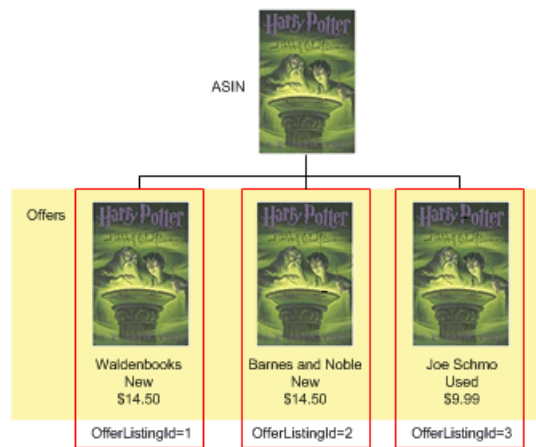 Harry Potter
ASIN
Offers
Harry Potter
Harry Potter
Harry Potter
Waldenbooks
New
$14.50
Barnes and Noble
New
$14.50
Joe Schmo
Used
$9.99
OfferListingId=1
OfferListingId=2
OfferListingId=3